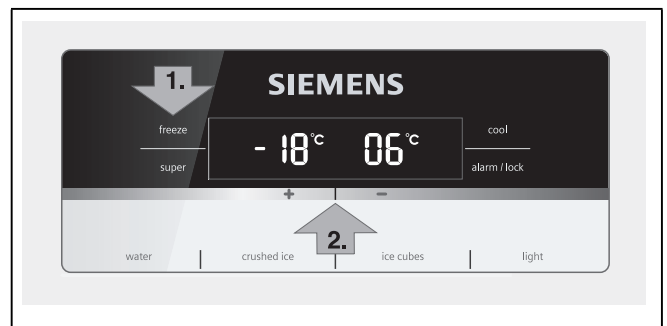 1.
SIEMENS
freeze
super
- 18°C 06°C
cool
alarm / lock
+ -
2.
water crushed ice ice cubes light